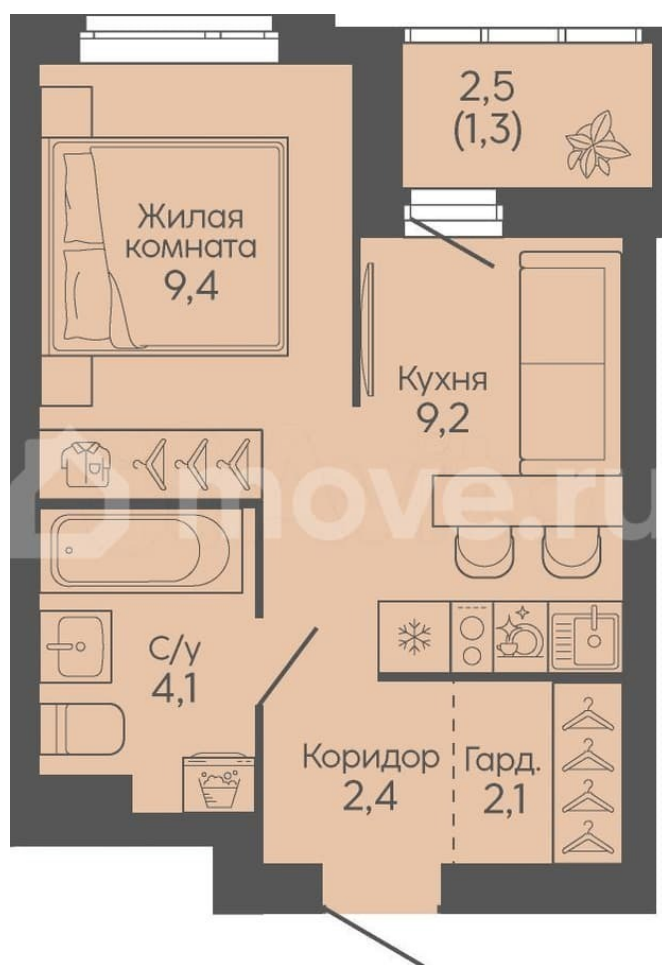 2,5
(1,3)
Жилая
комната
9,4
Кухня
9,2
move.ru
С/у
4,1
Коридор
2,4
Гард.
2,1